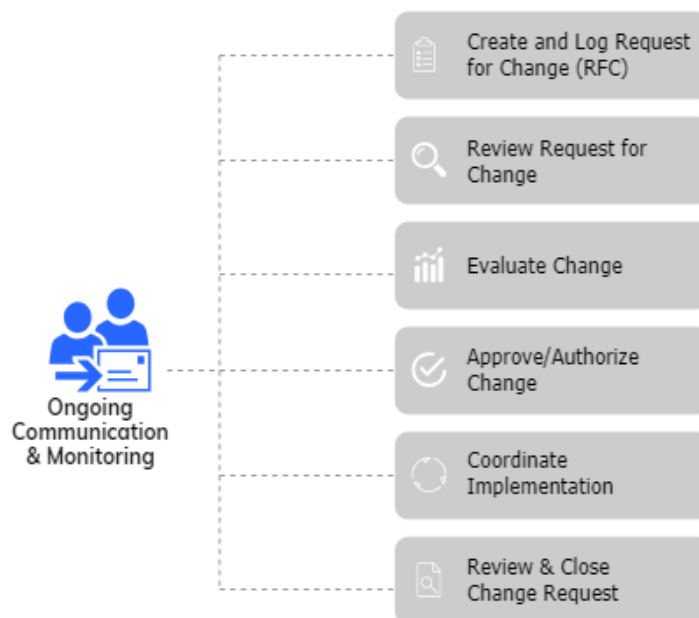 Create and Log Request
for Change (RFC)
Review Request for
Change
Evaluate Change
Approve/Authorize
Change
Coordinate
Implementation
Review & Close
Change Request
Ongoing
Communication
& Monitoring